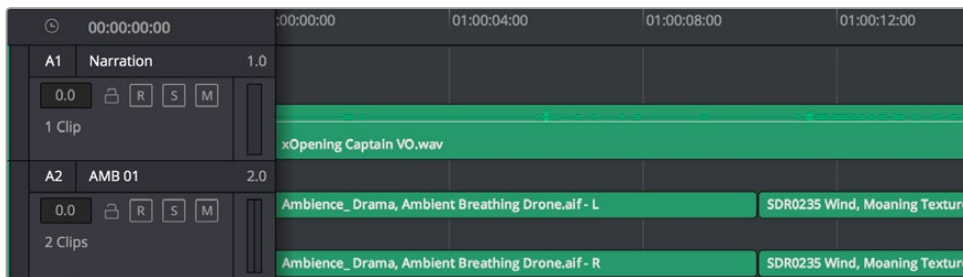 00:00:00:00 :00:00:00 01:00:04:00 01:00:08:00 01:00:12:00
A1 Narration 1.0
0.0 R S M
1 Clip
xOpening Captain VO.wav
A2 AMB 01 2.0
0.0 R S M
Ambience_ Drama, Ambient Breathing Drone.aif - L SDR0235 Wind, Moaning Textur
2 Clips
Ambience_ Drama, Ambient Breathing Drone.aif - R SDR0235 Wind, Moaning Textur